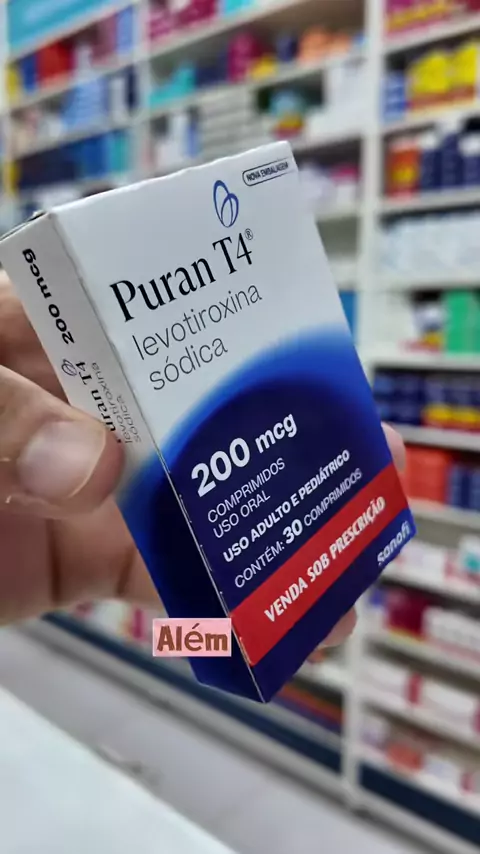 NOVA EMBALAGEM
Puran T4®
levotiroxina
sódica
200 mcg
COMPRIMIDOS
USO ORAL
USO ADULTO E PEDIÁTRICO
CONTÉM: 30 COMPRIMIDOS
VENDA SOB PRESCRIÇÃO
sanofi
Puran T4
levotiroxina
sódica
200 mcg
Além